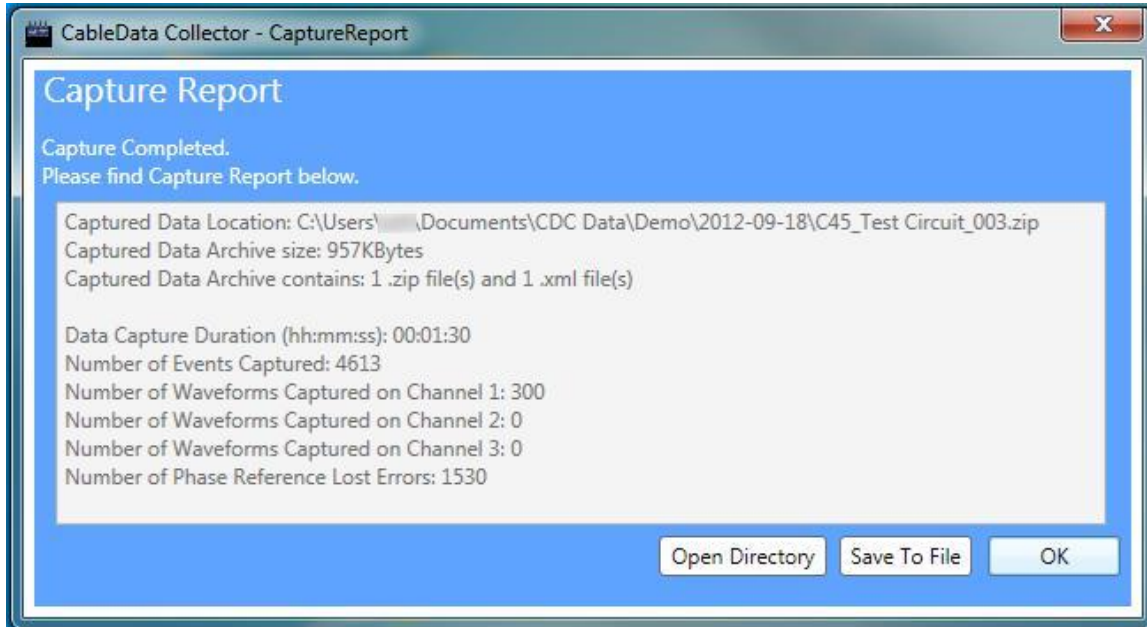 CableData Collector - CaptureReport
X
Capture Report
Capture Completed.
Please find Capture Report below.
Captured Data Location: C:\Users\ \Documents\CDC Data\Demo\2012-09-18\C45_Test Circuit_003.zip
Captured Data Archive size: 957KBytes
Captured Data Archive contains: 1 .zip file(s) and 1 .xml file(s)
Data Capture Duration (hh:mm:ss): 00:01:30
Number of Events Captured: 4613
Number of Waveforms Captured on Channel 1: 300
Number of Waveforms Captured on Channel 2: 0
Number of Waveforms Captured on Channel 3: 0
Number of Phase Reference Lost Errors: 1530
Open Directory Save To File OK